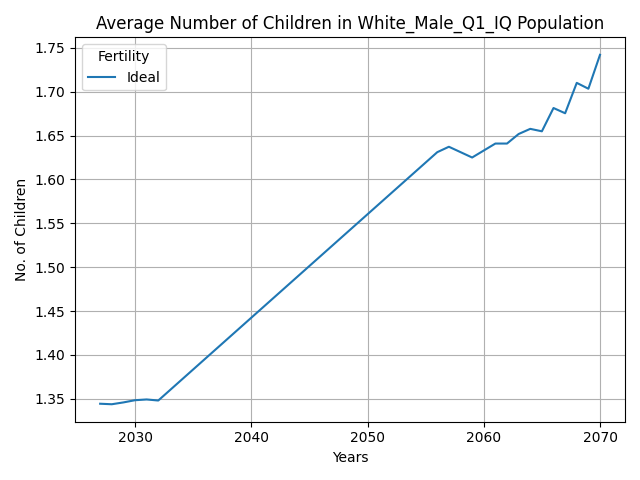 Average Number of Children in White_Male_Q1_IQ Population
Fertility
Ideal
1.75
1.70
1.65
1.60
1.55
1.50
1.45
1.40
1.35
No. of Children
2030 2040 2050 2060 2070
Years